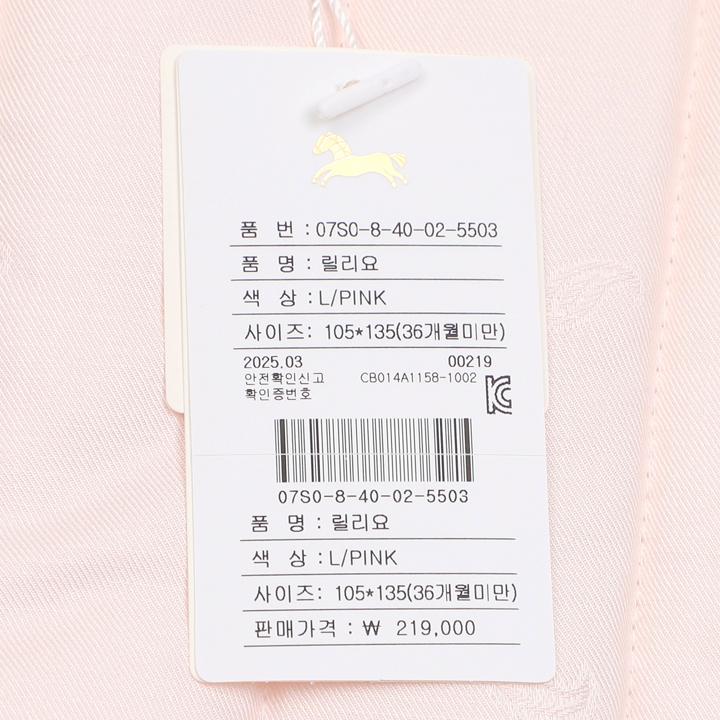 품 번 : 07S0-8-40-02-5503
품 명 : 릴리요
색 상 : L/PINK
사이즈: 105*135(36개월미만)
2025.03 00219
안전확인신고 CB014A1158-1002
확인증번호
07S0-8-40-02-5503
품 명 : 릴리요
색 상 : L/PINK
사이즈: 105*135(36개월미만)
판매가격 : ₩ 219,000